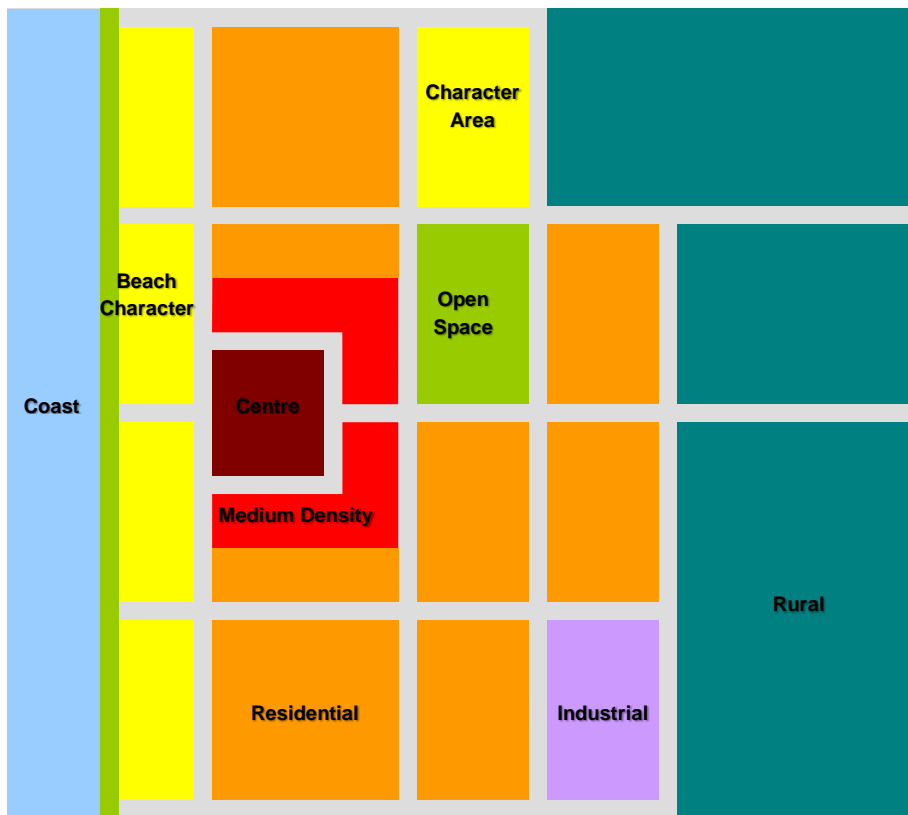 Character
Area
Beach
Character
Open
Space
Coast
Centre
Medium Density
Rural
Residential
Industrial